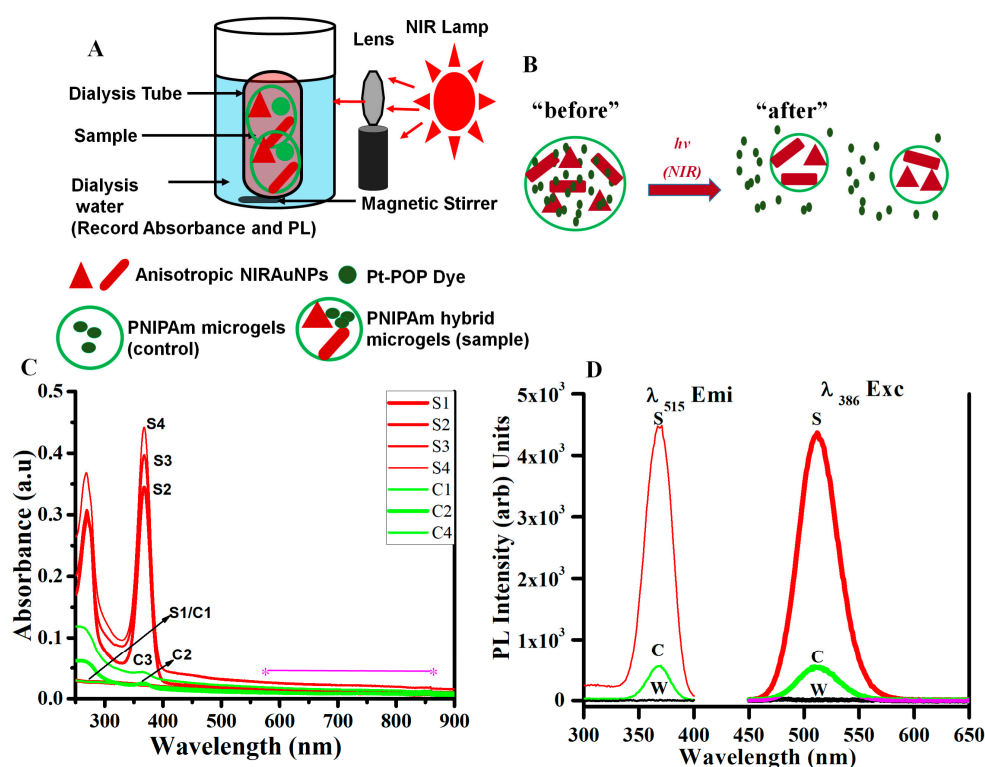 A
Lens
NIR Lamp
Dialysis Tube
Sample
Dialysis
water
Magnetic Stirrer
(Record Absorbance and PL)
B
“before”
“after”
hv
(NIR)
Anisotropic NIRAuNPs
Pt-POP Dye
PNIPAm microgels
(control)
PNIPAm hybrid
microgels (sample)
C
0.5
0.4
0.3
0.2
0.1
0.0
Absorbance (a.u)
S4
S3
S2
S1/C1
C3
C2
S1
S2
S3
S4
C1
C2
C4
*
*
300 400 500 600 700 800 900
Wavelength (nm)
D
5x10³
4x10³
3x10³
2x10³
1x10³
0
PL Intensity (arb) Units
λ 515 Emi
λ 386 Exc
S
S
C
C
W
W
300 350 400 450 500 550 600 650
Wavelength (nm)